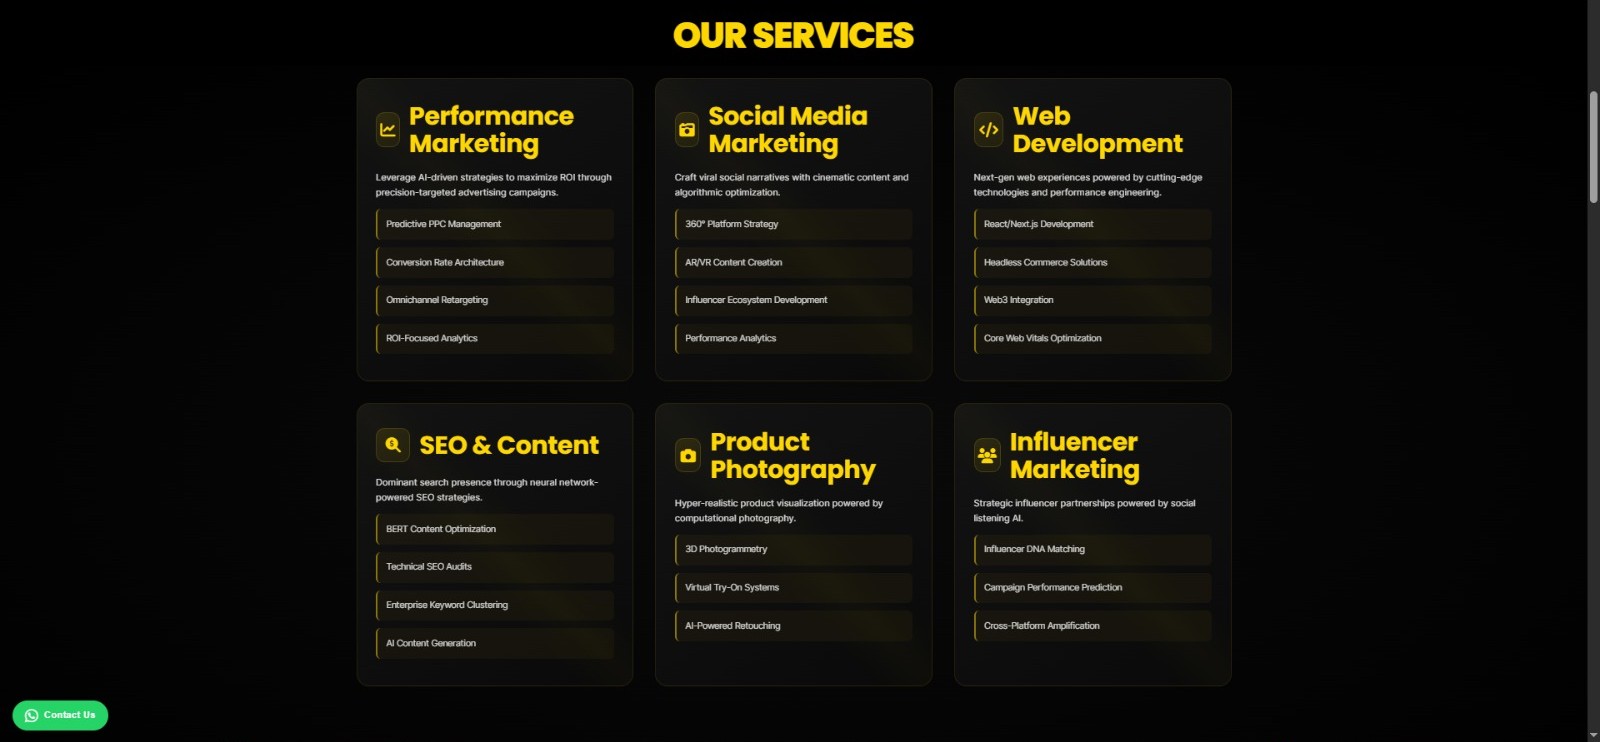 OUR SERVICES
Performance
Marketing
Leverage AI-driven strategies to maximize ROI through
precision-targeted advertising campaigns.
Predictive PPC Management
Conversion Rate Architecture
Omnichannel Retargeting
ROI-Focused Analytics
Social Media
Marketing
Craft viral social narratives with cinematic content and
algorithmic optimization.
360° Platform Strategy
AR/VR Content Creation
Influencer Ecosystem Development
Performance Analytics
Web
Development
Next-gen web experiences powered by cutting-edge
technologies and performance engineering.
React/Next.js Development
Headless Commerce Solutions
Web3 Integration
Core Web Vitals Optimization
SEO & Content
Dominant search presence through neural network-
powered SEO strategies.
BERT Content Optimization
Technical SEO Audits
Enterprise Keyword Clustering
AI Content Generation
Product
Photography
Hyper-realistic product visualization powered by
computational photography.
3D Photogrammetry
Virtual Try-On Systems
AI-Powered Retouching
Influencer
Marketing
Strategic influencer partnerships powered by social
listening AI.
Influencer DNA Matching
Campaign Performance Prediction
Cross-Platform Amplification
Contact Us